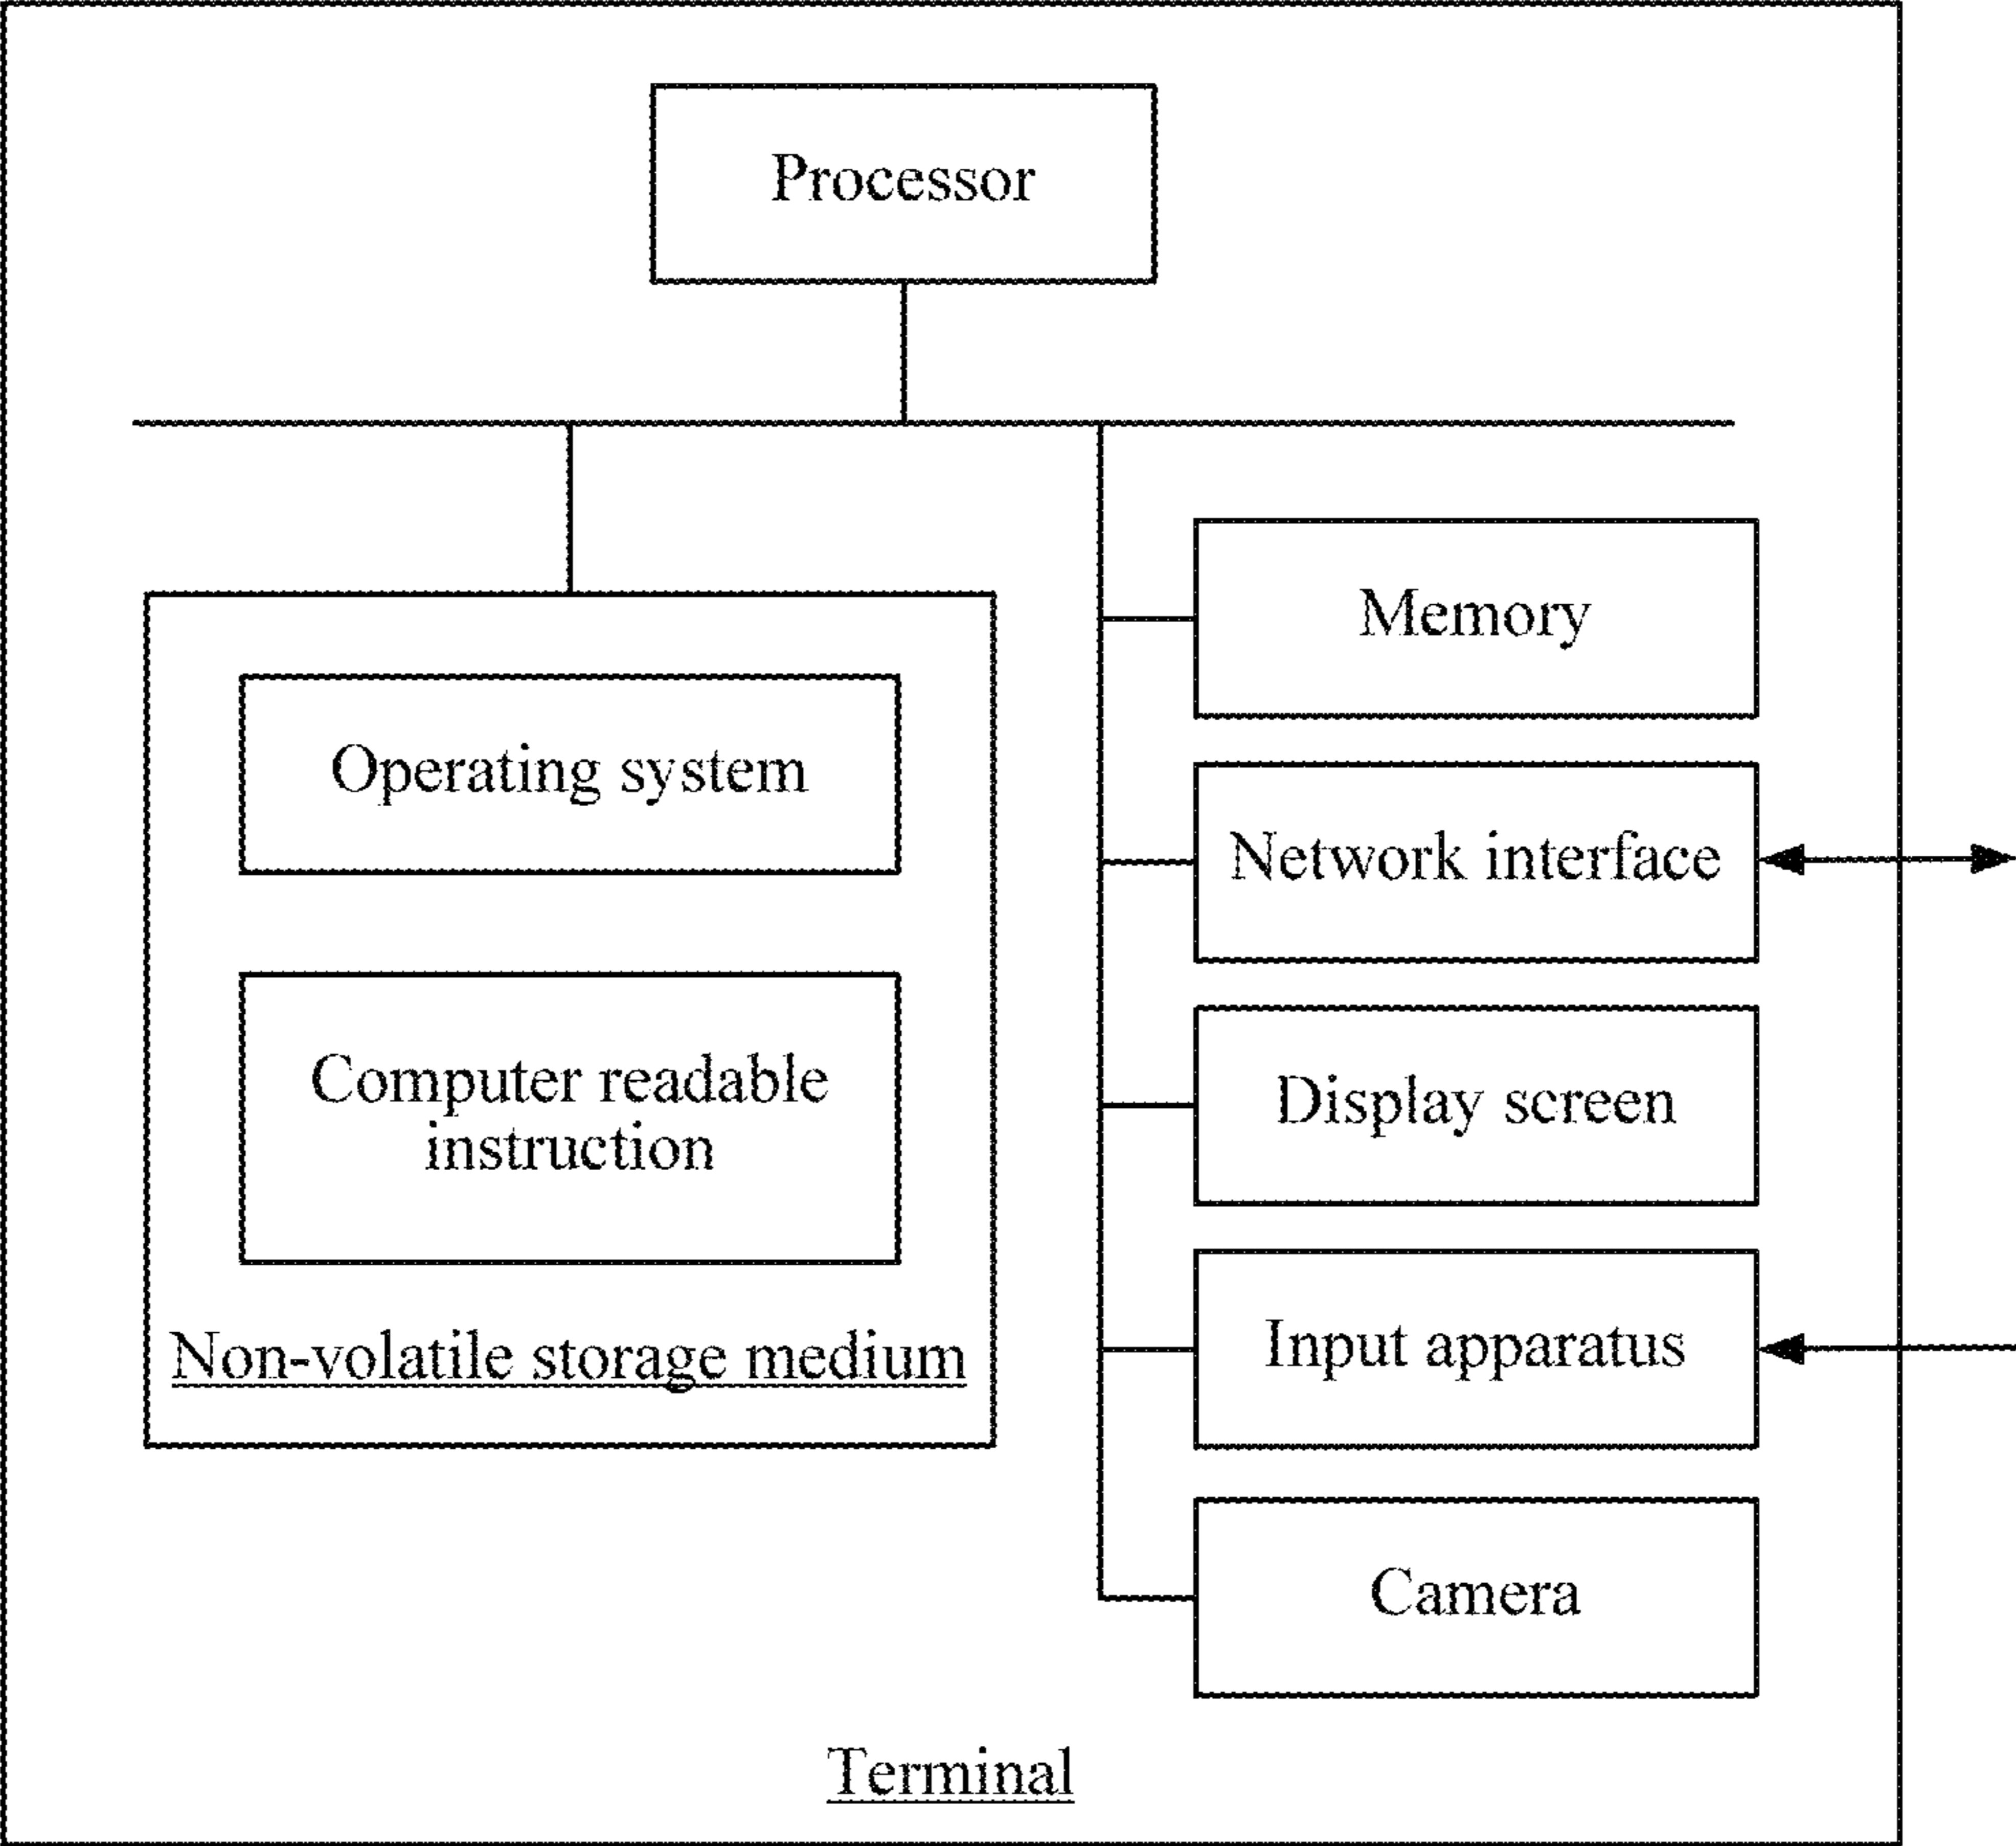 Processor
Memory
Operating system
Network interface
Computer readable
instruction
Display screen
Non-volatile storage medium
Input apparatus
Camera
Terminal